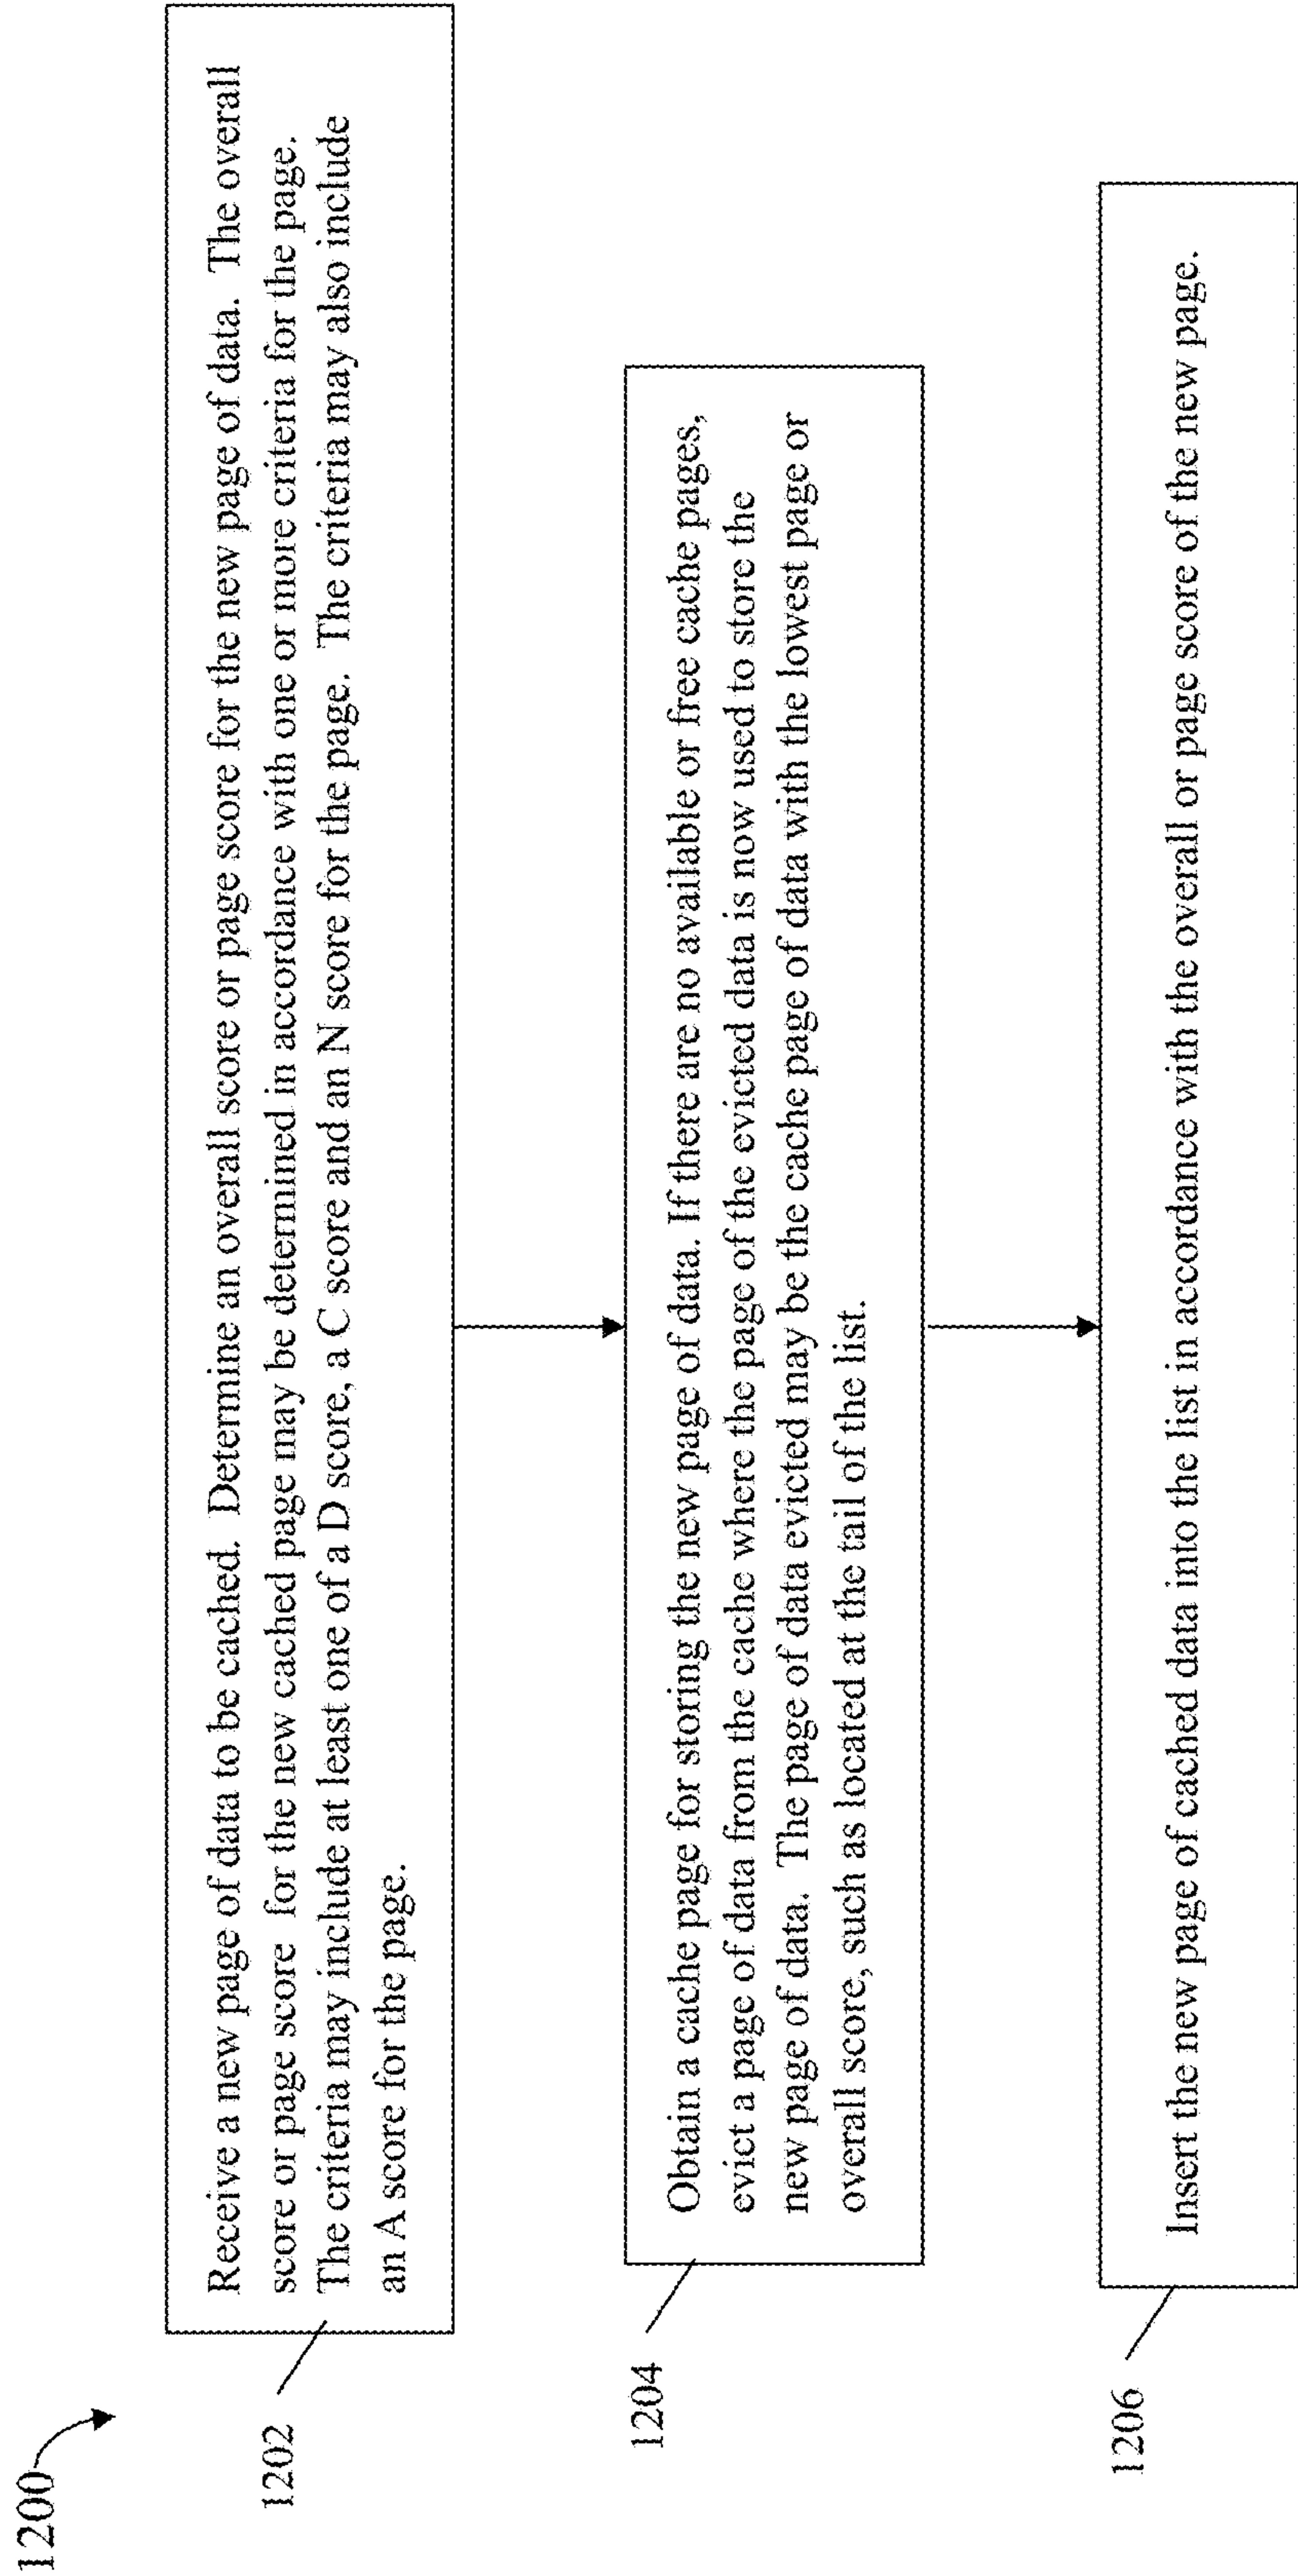 1200
Receive a new page of data to be cached. Determine an overall score or page score for the new page of data. The overall
score or page score for the new cached page may be determined in accordance with one or more criteria for the page.
The criteria may include at least one of a D score, a C score and an N score for the page. The criteria may also include
an A score for the page.
1202
Obtain a cache page for storing the new page of data. If there are no available or free cache pages,
evict a page of data from the cache where the page of the evicted data is now used to store the
new page of data. The page of data evicted may be the cache page of data with the lowest page or
overall score, such as located at the tail of the list.
1204
Insert the new page of cached data into the list in accordance with the overall or page score of the new page.
1206